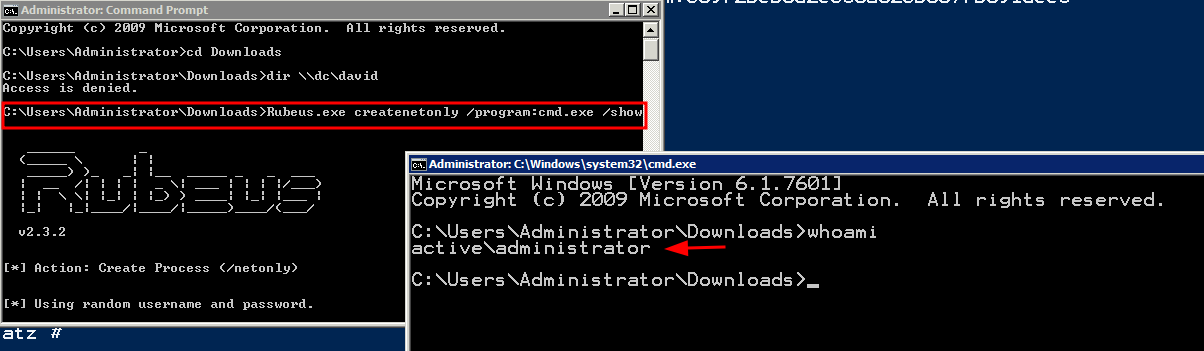 Administrator: Command Prompt
Copyright (c) 2009 Microsoft Corporation.  All rights reserved.
C:\Users\Administrator>cd Downloads
C:\Users\Administrator\Downloads>dir \\dc\david
Access is denied.
C:\Users\Administrator\Downloads>Rubeus.exe createnetonly /program:cmd.exe /show
Rubeus
v2.3.2
[*] Action: Create Process (/netonly)
[*] Using random username and password.
atz #
Administrator: C:\Windows\system32\cmd.exe
Microsoft Windows [Version 6.1.7601]
Copyright (c) 2009 Microsoft Corporation.  All rights reserved.
C:\Users\Administrator\Downloads>whoami
active\administrator
C:\Users\Administrator\Downloads>_